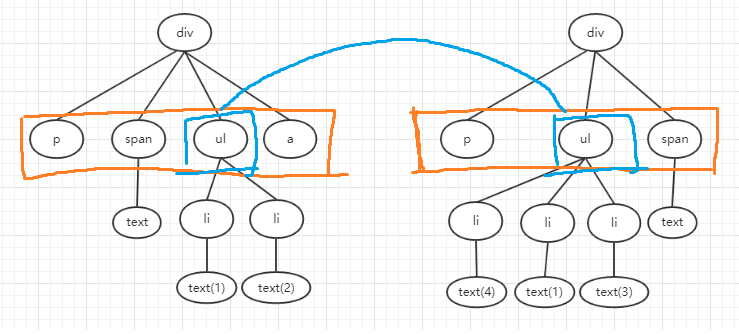 div
div
p
span
ul
a
p
ul
span
text
li
li
li
li
li
text
text(1)
text(2)
text(4)
text(1)
text(3)